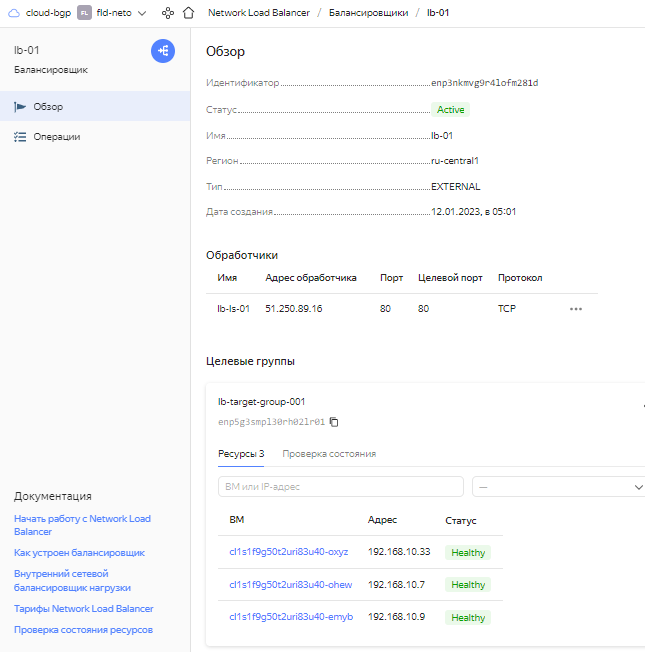 cloud-bgp FL fld-neto Network Load Balancer / Балансировщики / lb-01
lb-01
Балансировщик
Обзор
Операции
Документация
Начать работу с Network Load
Balancer
Как устроен балансировщик
Внутренний сетевой
балансировщик нагрузки
Тарифы Network Load Balancer
Проверка состояния ресурсов
Обзор
Идентификатор enp3nkmvg9r4lofm281d
Статус Active
Имя lb-01
Регион ru-central1
Тип EXTERNAL
Дата создания 12.01.2023, в 05:01
Обработчики
Имя Адрес обработчика Порт Целевой порт Протокол
lb-ls-01 51.250.89.16 80 80 TCP
Целевые группы
lb-target-group-001
enp5g3smpl30rh02lr01
Ресурсы 3 Проверка состояния
ВМ или IP-адрес —
ВМ Адрес Статус
cl1s1f9g50t2uri83u40-oxyz 192.168.10.33 Healthy
cl1s1f9g50t2uri83u40-ohew 192.168.10.7 Healthy
cl1s1f9g50t2uri83u40-emyb 192.168.10.9 Healthy